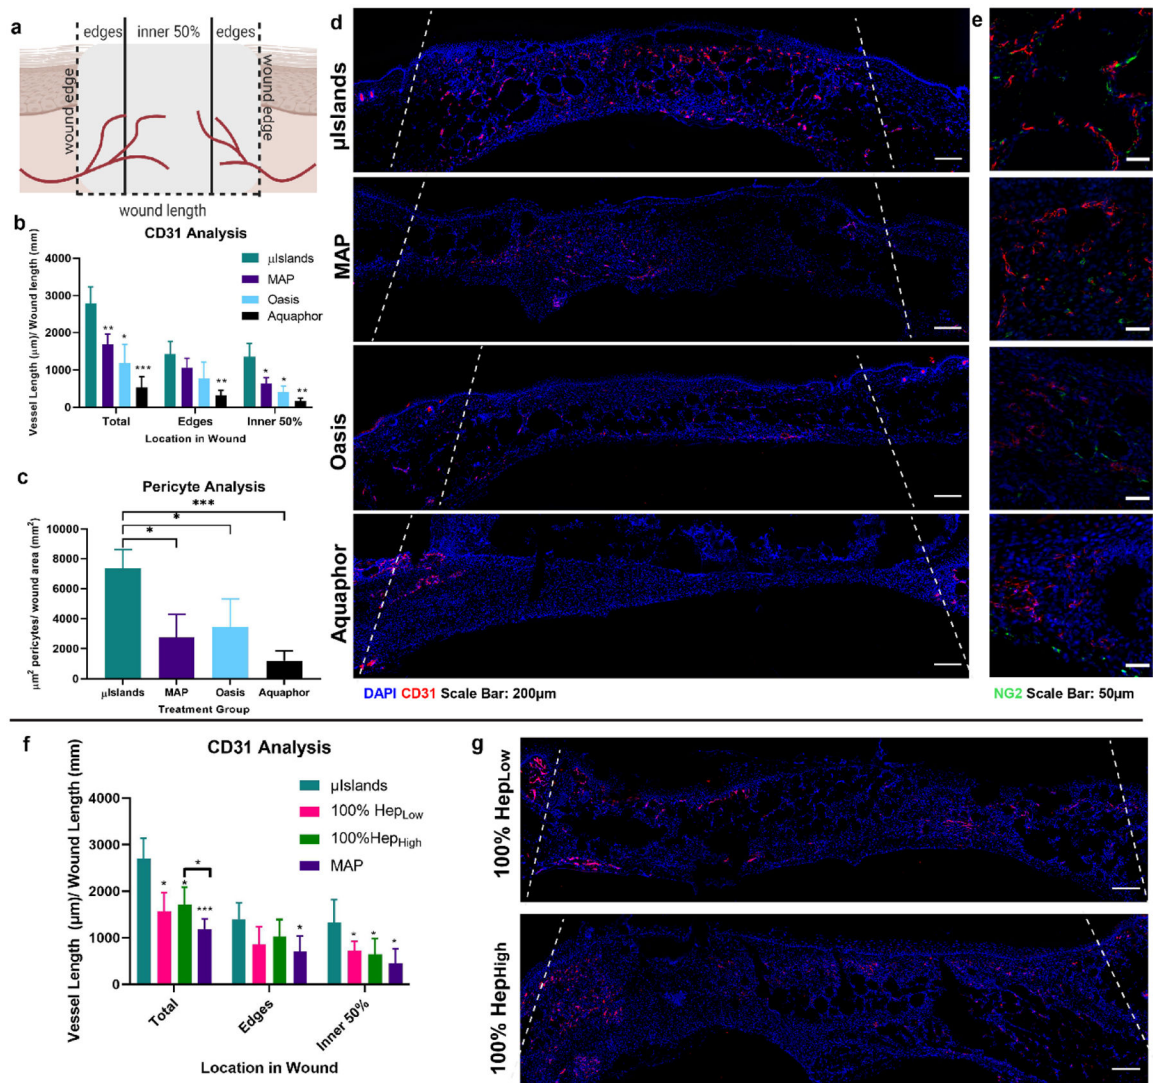 a
edges
inner 50%
edges
wound edge
wound edge
wound length
b
CD31 Analysis
Vessel Length (μm)/ Wound length (mm)
4000
3000
2000
1000
0
μIslands
MAP
Oasis
Aquaphor
**
*
***
**
*
*
**
Total
Edges
Inner 50%
Location in Wound
c
Pericyte Analysis
***
*
*
μm² pericytes/ wound area (mm²)
10000
8000
6000
4000
2000
0
μIslands
MAP
Oasis
Aquaphor
Treatment Group
d
μIslands
MAP
Oasis
Aquaphor
DAPI CD31 Scale Bar: 200μm
e
NG2 Scale Bar: 50μm
f
CD31 Analysis
Vessel Length (μm)/ Wound Length (mm)
4000
3000
2000
1000
0
μIslands
100% HepLow
100%HepHigh
MAP
*
*
*
***
*
*
*
*
Total
Edges
Inner 50%
Location in Wound
g
100% HepLow
100% HepHigh